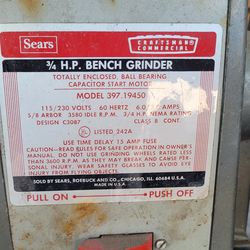 Sears
CRAFTSMAN
COMMERCIAL
3/4 H.P. BENCH GRINDER
TOTALLY ENCLOSED, BALL BEARING
CAPACITOR START MOTOR
MODEL 397.19450
115/230 VOLTS 60 HERTZ 6.0 AMPS
5/8 ARBOR 3580 IDLE R.P.M. 3/4 H.P. NEMA RATING
DESIGN C3087 CLASS B CONT.
LISTED 242A
USE TIME DELAY 15 AMP FUSE
CAUTION—READ RULES FOR SAFE OPERATION IN OWNER'S
MANUAL. DO NOT USE GRINDING WHEELS RATED LESS
THAN 3600 R.P.M. AS THEY MAY BREAK AND CAUSE PERSONAL
INJURY. WEAR SAFETY GLASSES TO AVOID EYE
INJURY FROM FLYING OBJECTS.
SOLD BY SEARS, ROEBUCK AND CO., CHICAGO, ILL. 60684 U.S.A.
MADE IN U.S.A.
PULL ON PUSH OFF